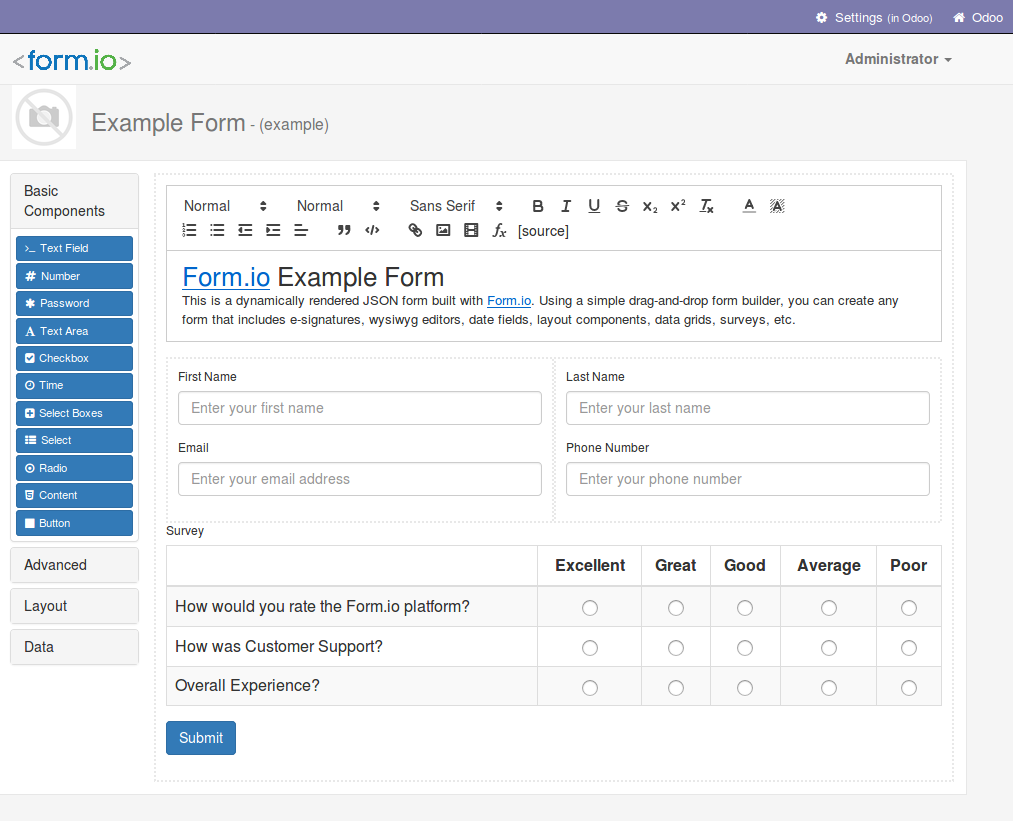 Settings (in Odoo) Odoo
<form.io>
Administrator
Example Form - (example)
Basic
Components
>_ Text Field
# Number
✱ Password
A Text Area
Checkbox
Time
Select Boxes
Select
Radio
Content
Button
Advanced
Layout
Data
Normal Normal Sans Serif B I U S X₂ X² Tx A A
” </> fx [source]
Form.io Example Form
This is a dynamically rendered JSON form built with Form.io. Using a simple drag-and-drop form builder, you can create any
form that includes e-signatures, wysiwyg editors, date fields, layout components, data grids, surveys, etc.
First Name
Enter your first name
Last Name
Enter your last name
Email
Enter your email address
Phone Number
Enter your phone number
Survey
Excellent Great Good Average Poor
How would you rate the Form.io platform?
How was Customer Support?
Overall Experience?
Submit